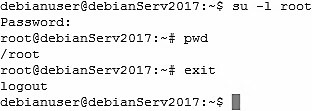 debianuser@debianServ2017:~$ su -l root
Password:
root@debianServ2017:~# pwd
/root
root@debianServ2017:~# exit
logout
debianuser@debianServ2017:~$